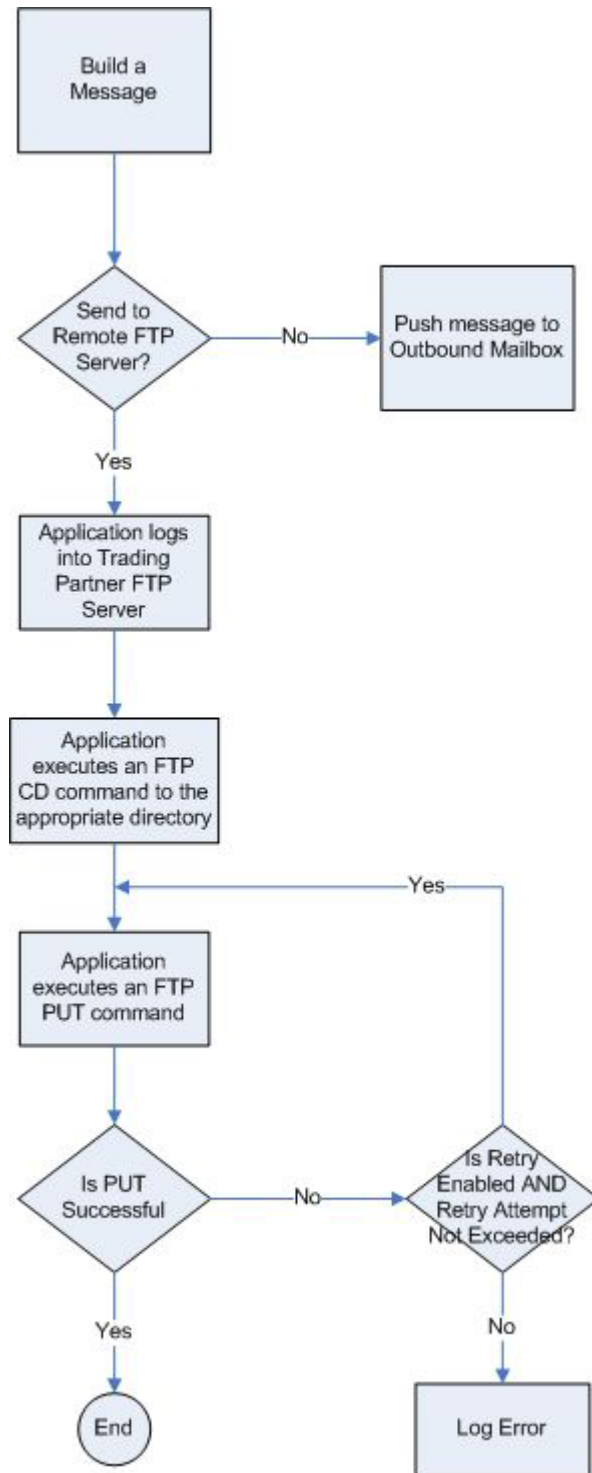 Build a
Message
Send to
Remote FTP
Server?
No
Push message to
Outbound Mailbox
Yes
Application logs
into Trading
Partner FTP
Server
Application
executes an FTP
CD command to the
appropriate directory
Yes
Application
executes an FTP
PUT command
Is PUT
Successful
No
Is Retry
Enabled AND
Retry Attempt
Not Exceeded?
Yes
No
End
Log Error